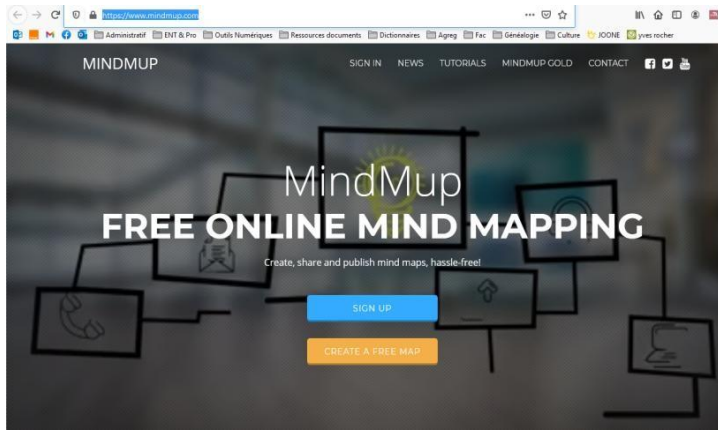 https://www.mindmup.com
Administratif ENT & Pro Outils Numériques Ressources documents Dictionnaires Agreg Fac Généalogie Culture JOONE yves rocher
MINDMUP SIGN IN NEWS TUTORIALS MINDMUP GOLD CONTACT
MindMup
FREE ONLINE MIND MAPPING
Create, share and publish mind maps, hassle-free!
SIGN UP
CREATE A FREE MAP